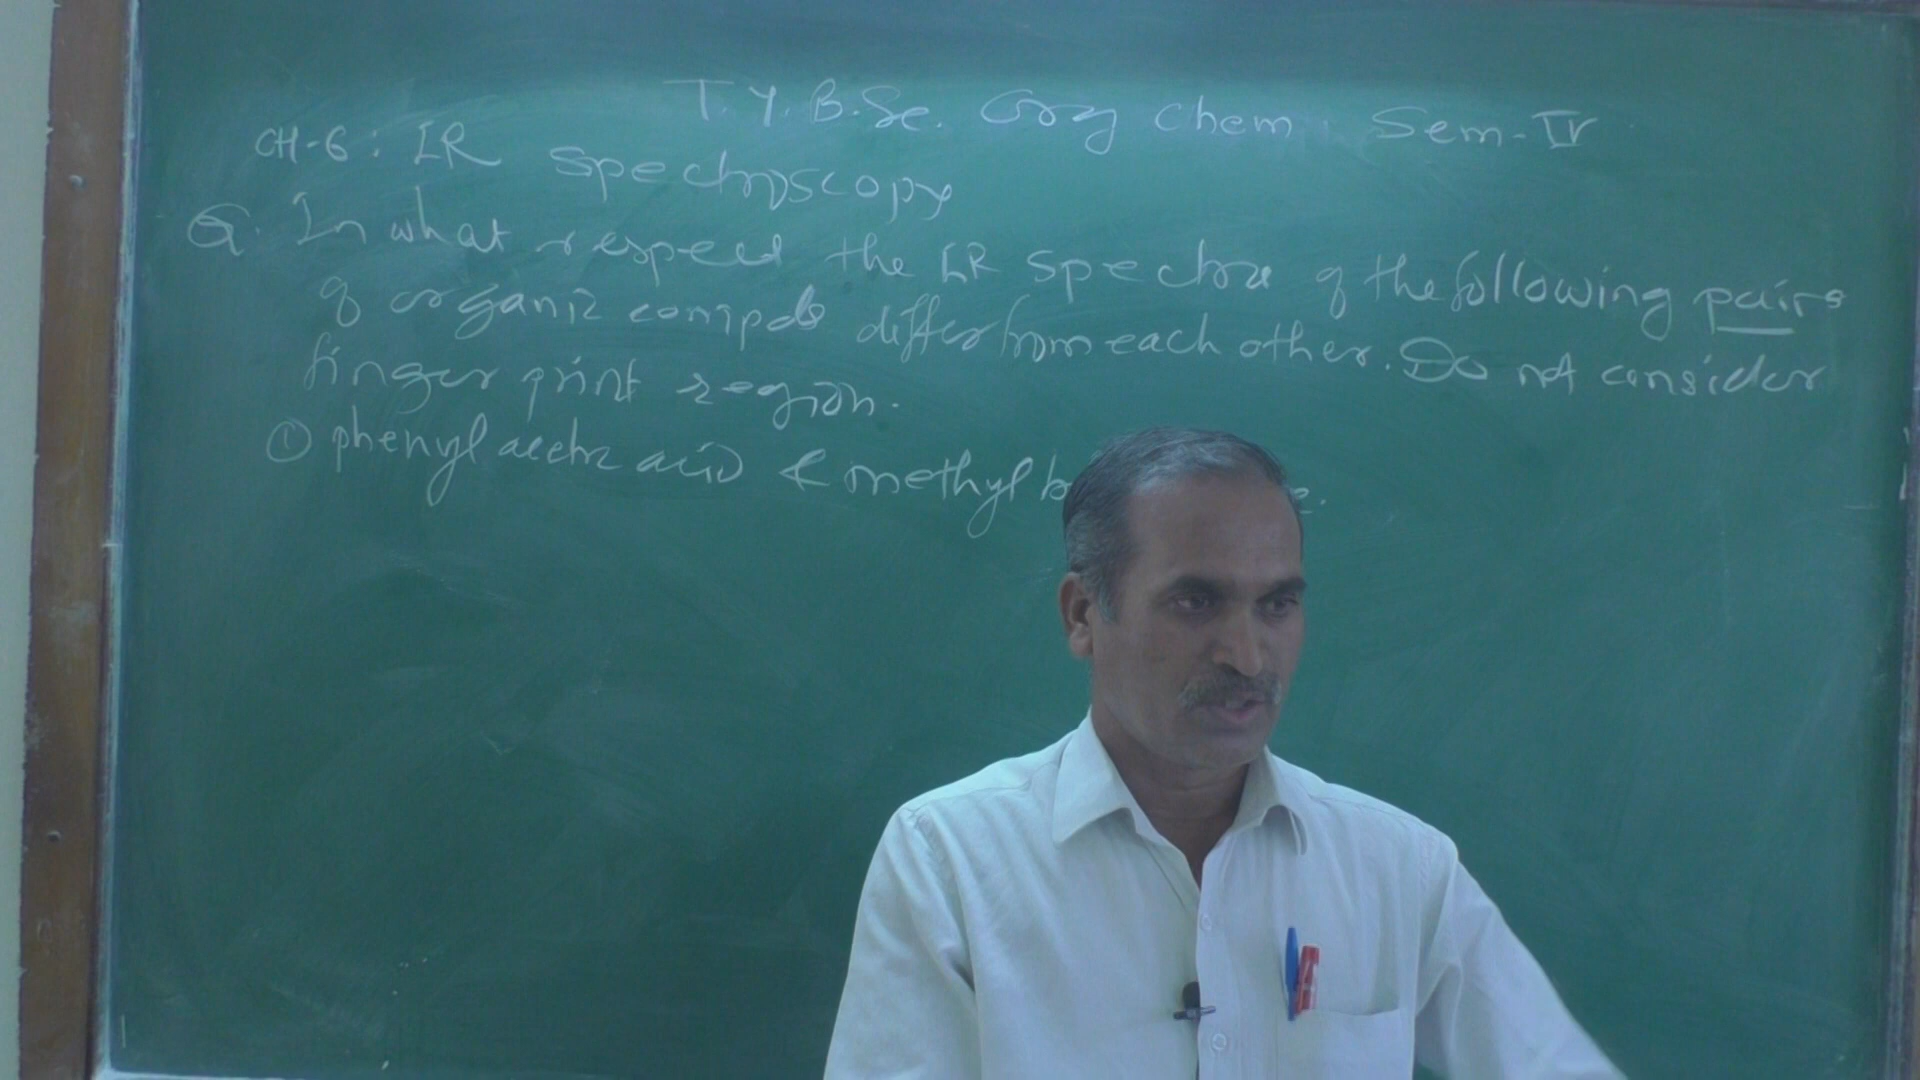 T.Y.B.Sc. Org Chem Sem-IV
CH-6: IR Spectroscopy
Q. In what respect the IR spectra of the following pairs
of organic compds differ from each other. Do not consider
finger print region.
① phenyl acetic acid & methyl